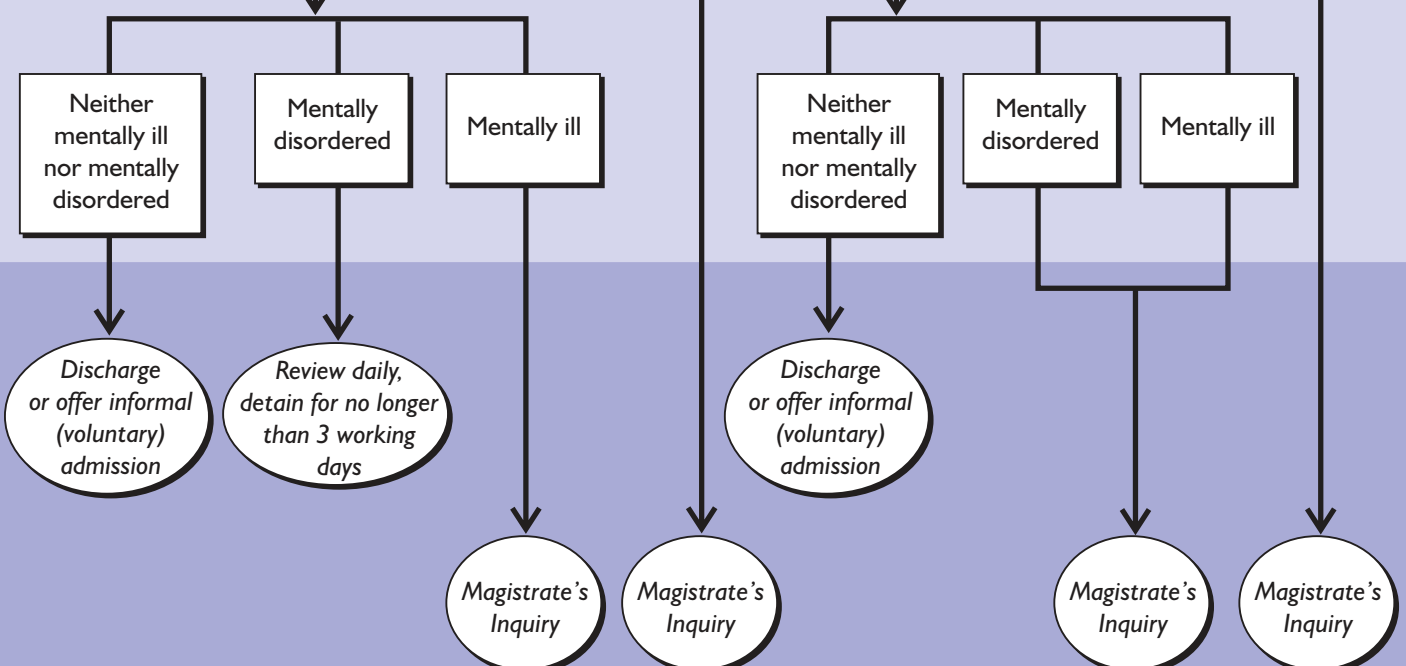 Neither
mentally ill
nor mentally
disordered
Mentally
disordered
Mentally ill
Neither
mentally ill
nor mentally
disordered
Mentally
disordered
Mentally ill
Discharge
or offer informal
(voluntary)
admission
Review daily,
detain for no longer
than 3 working
days
Discharge
or offer informal
(voluntary)
admission
Magistrate’s
Inquiry
Magistrate’s
Inquiry
Magistrate’s
Inquiry
Magistrate’s
Inquiry